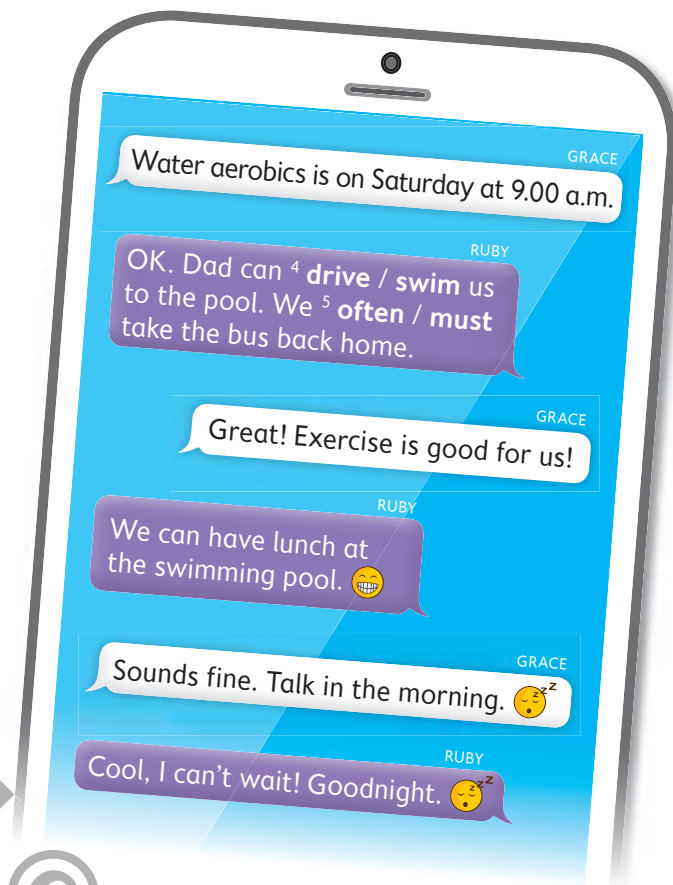 GRACE
Water aerobics is on Saturday at 9.00 a.m.
RUBY
OK. Dad can 4 drive / swim us
to the pool. We 5 often / must
take the bus back home.
GRACE
Great! Exercise is good for us!
RUBY
We can have lunch at
the swimming pool. 😁
GRACE
Sounds fine. Talk in the morning. 😴
RUBY
Cool, I can't wait! Goodnight. 😴